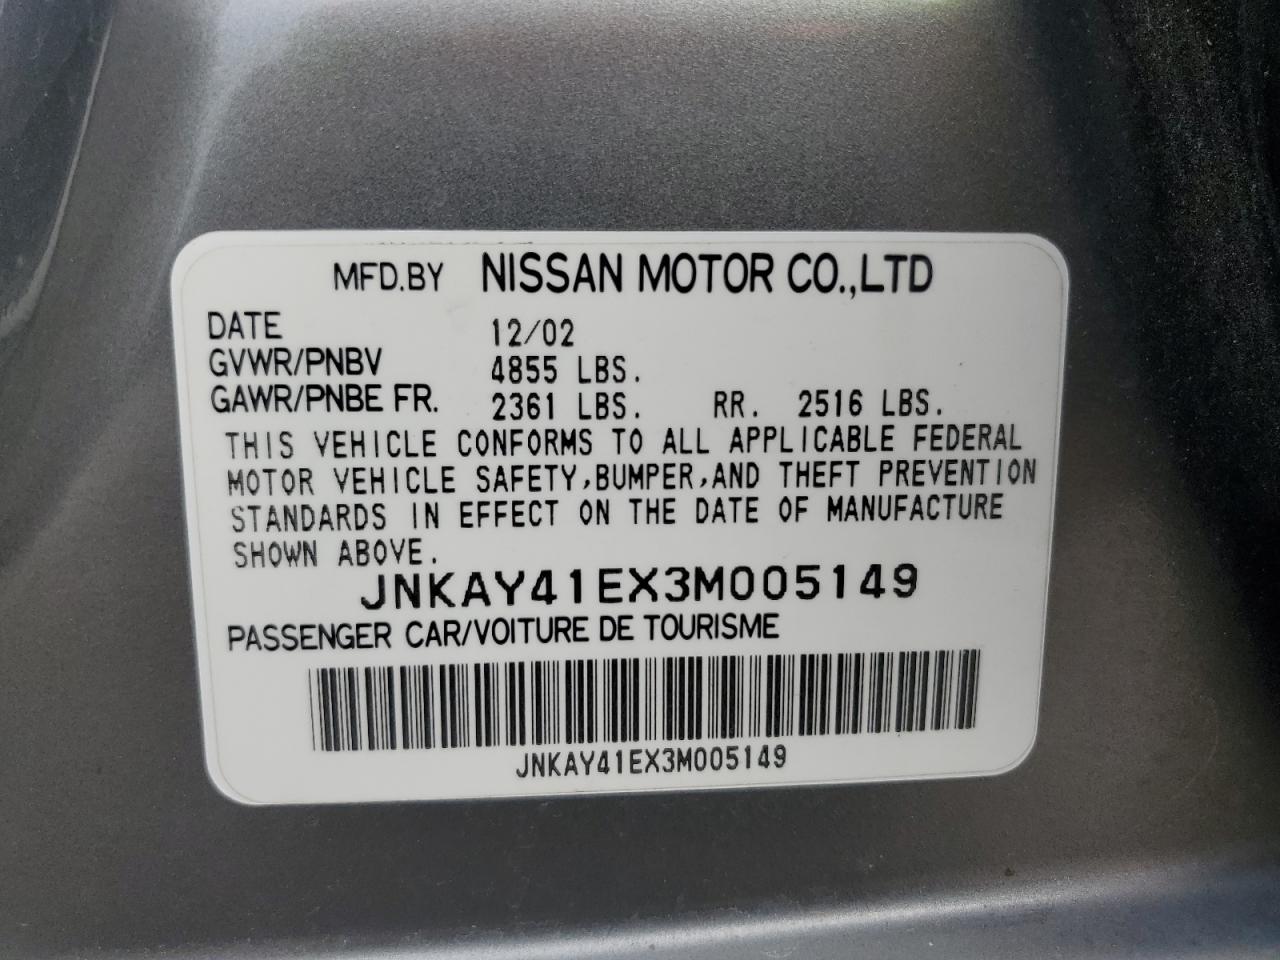 MFD.BY NISSAN MOTOR CO.,LTD
DATE 12/02
GVWR/PNBV 4855 LBS.
GAWR/PNBE FR. 2361 LBS. RR. 2516 LBS.
THIS VEHICLE CONFORMS TO ALL APPLICABLE FEDERAL
MOTOR VEHICLE SAFETY,BUMPER,AND THEFT PREVENTION
STANDARDS IN EFFECT ON THE DATE OF MANUFACTURE
SHOWN ABOVE.
JNKAY41EX3M005149
PASSENGER CAR/VOITURE DE TOURISME
JNKAY41EX3M005149